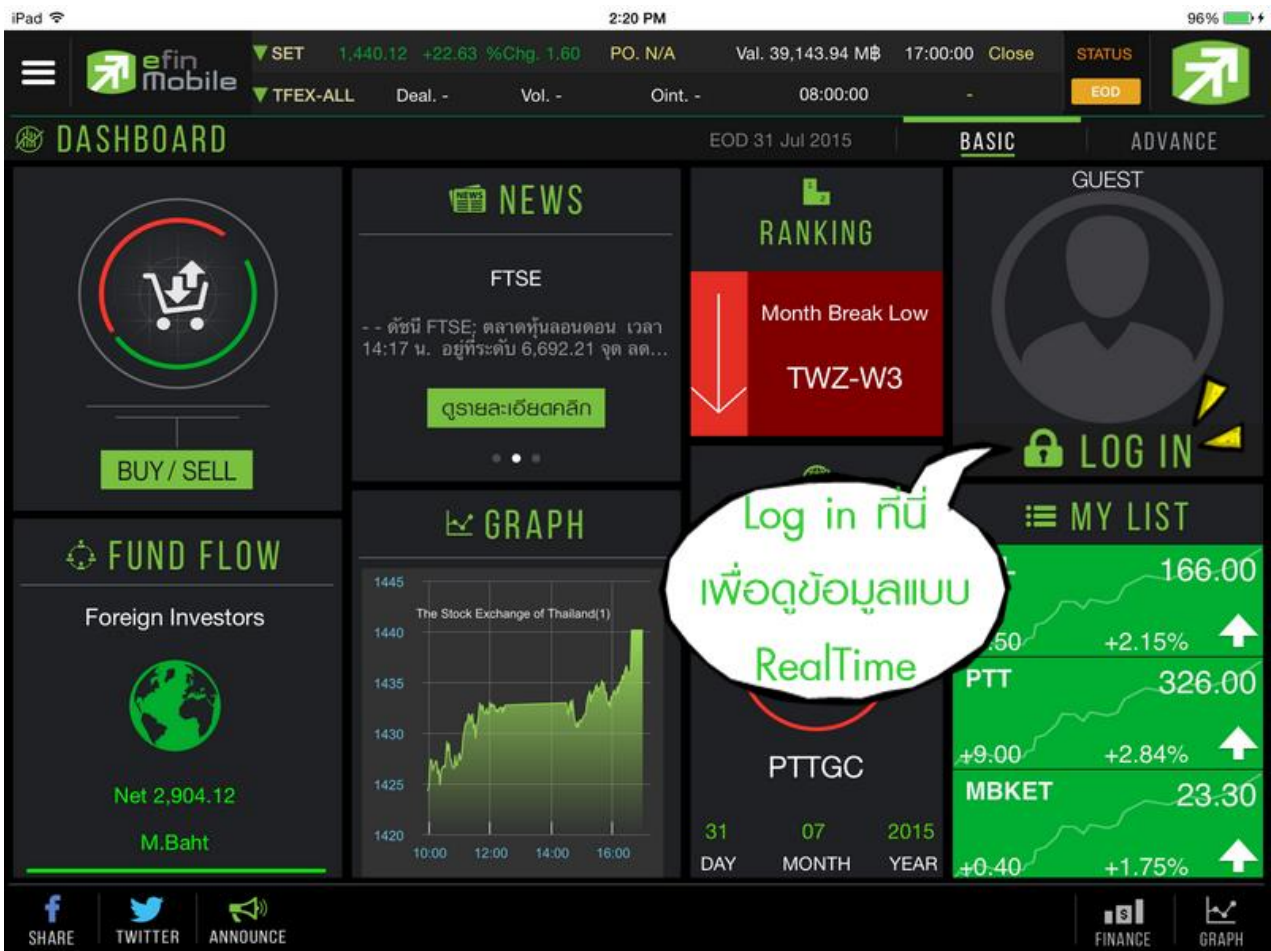 iPad
2:20 PM
96%
efin
Mobile
SET 1,440.12 +22.63 %Chg. 1.60 PO. N/A Val. 39,143.94 M฿ 17:00:00 Close
TFEX-ALL Deal. - Vol. - Oint. - 08:00:00 -
STATUS
EOD
DASHBOARD
EOD 31 Jul 2015
BASIC
ADVANCE
BUY / SELL
NEWS
NEWS
FTSE
- - ดัชนี FTSE; ตลาดหุ้นลอนดอน เวลา
14:17 น. อยู่ที่ระดับ 6,692.21 จุด ลด...
ดูรายละเอียดคลิก
1
2
RANKING
Month Break Low
TWZ-W3
GUEST
LOG IN
Log in ที่นี่
เพื่อดูข้อมูลแบบ
RealTime
FUND FLOW
Foreign Investors
Net 2,904.12
M.Baht
GRAPH
The Stock Exchange of Thailand(1)
1445
1440
1435
1430
1425
1420
10:00 12:00 14:00 16:00
PTTGC
31 07 2015
DAY MONTH YEAR
MY LIST
166.00
+2.15%
PTT 326.00
+9.00 +2.84%
MBKET 23.30
+0.40 +1.75%
SHARE
TWITTER
ANNOUNCE
FINANCE
GRAPH